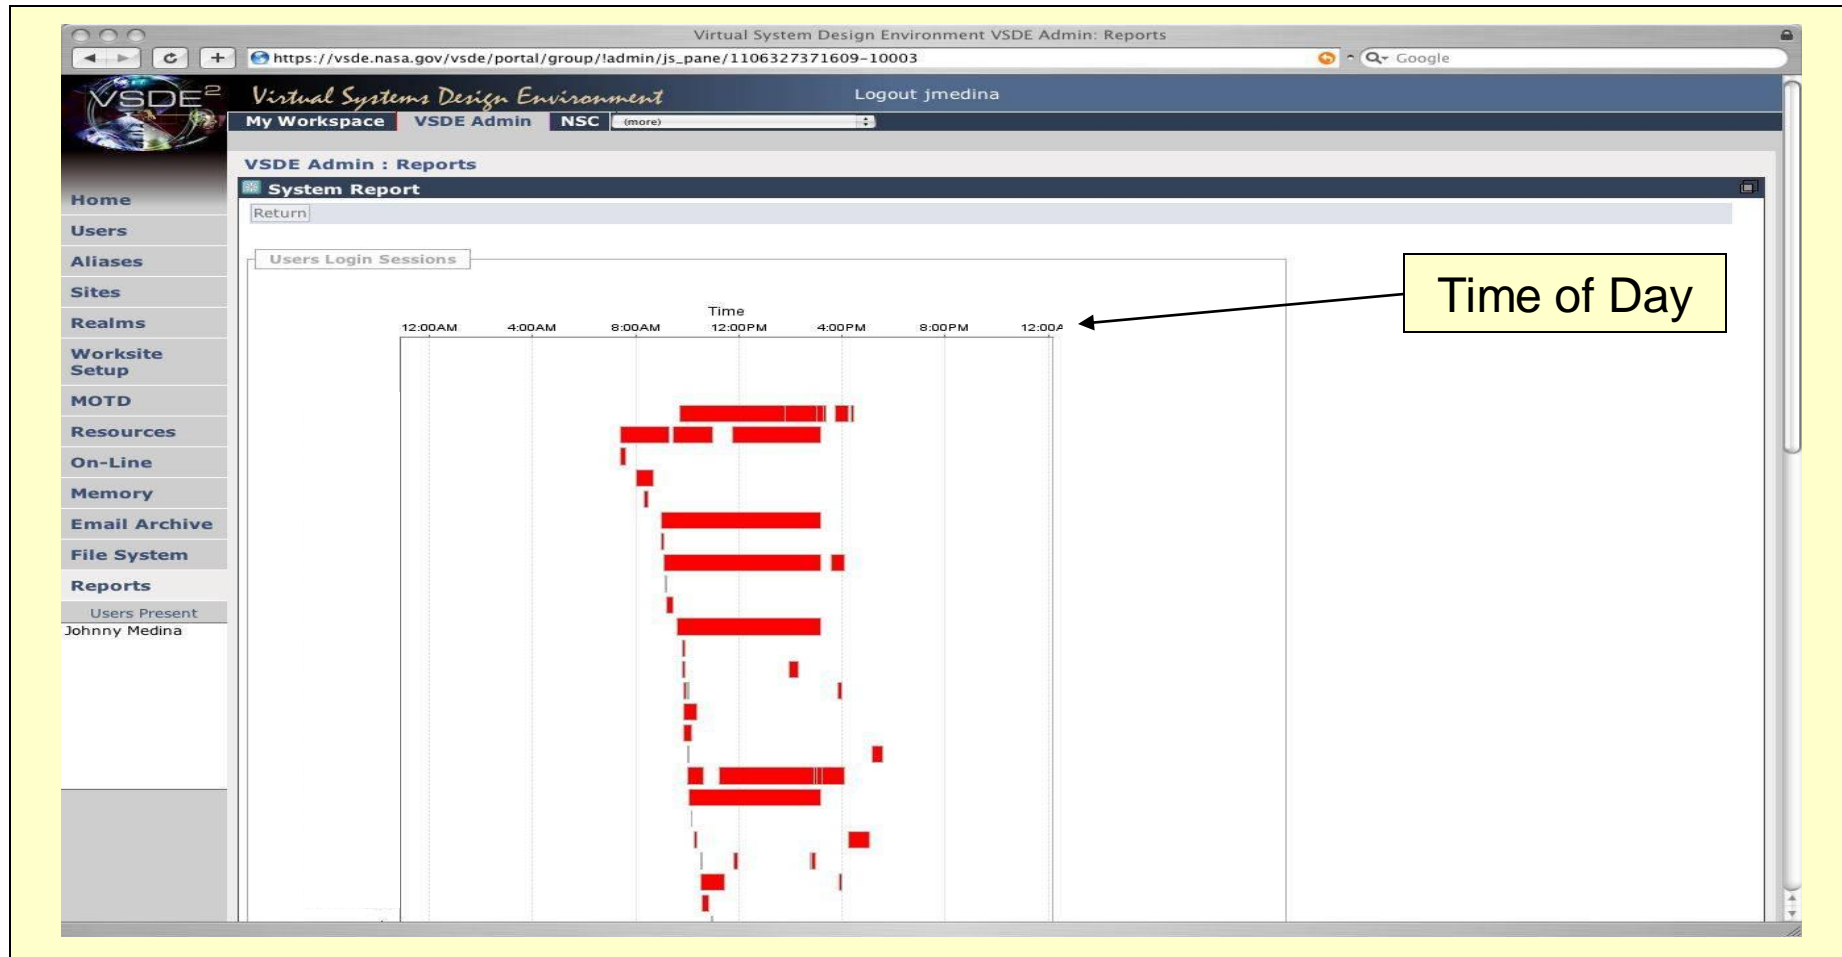 Virtual System Design Environment VSDE Admin: Reports
https://vsde.nasa.gov/vsde/portal/group/!admin/js_pane/1106327371609-10003
Google
VSDE2
Virtual Systems Design Environment
Logout jmedina
My Workspace VSDE Admin NSC (more)
VSDE Admin : Reports
System Report
Return
Home
Users
Aliases
Sites
Realms
Worksite
Setup
MOTD
Resources
On-Line
Memory
Email Archive
File System
Reports
Users Present
Johnny Medina
Users Login Sessions
Time of Day
Time
12:00AM 4:00AM 8:00AM 12:00PM 4:00PM 8:00PM 12:00A